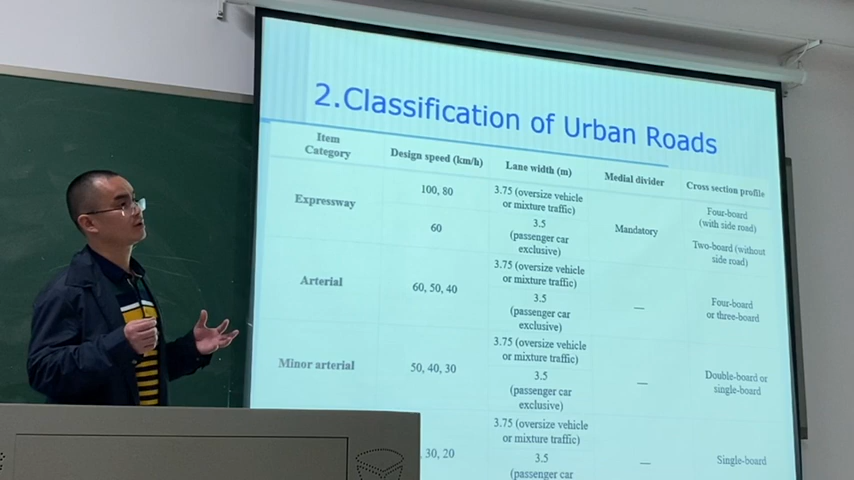 2.Classification of Urban Roads
Item
Category
Design speed (km/h)
Lane width (m)
Medial divider
Cross section profile
Expressway
100, 80
3.75 (oversize vehicle
or mixture traffic)
60
3.5
(passenger car
exclusive)
Mandatory
Four-board
(with side road)
Two-board (without
side road)
Arterial
60, 50, 40
3.75 (oversize vehicle
or mixture traffic)
3.5
(passenger car
exclusive)
—
Four-board
or three-board
Minor arterial
50, 40, 30
3.75 (oversize vehicle
or mixture traffic)
3.5
(passenger car
exclusive)
—
Double-board or
single-board
, 30, 20
3.75 (oversize vehicle
or mixture traffic)
3.5
(passenger car
—
Single-board